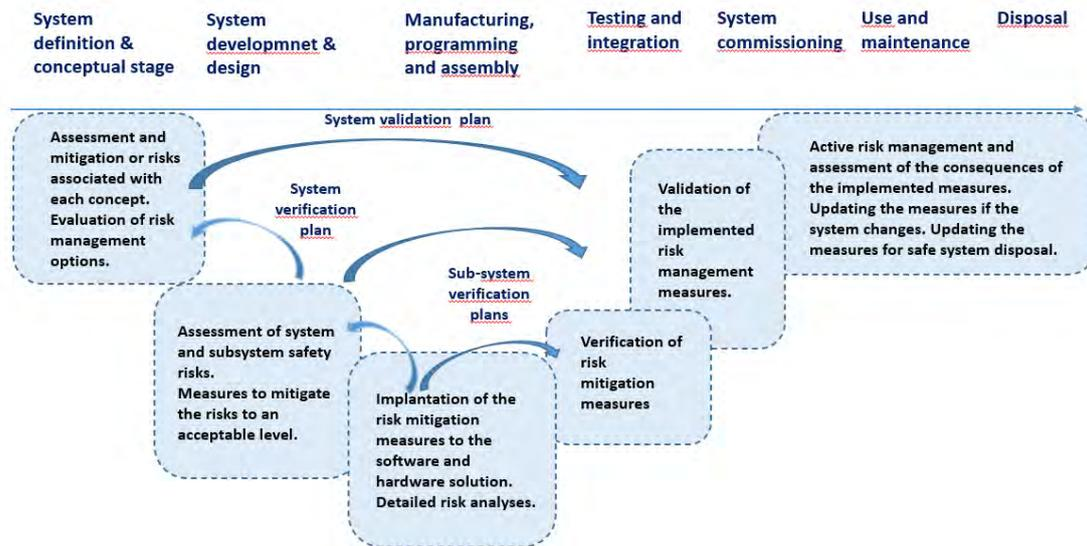 System
definition &
conceptual stage
System
developmnet &
design
Manufacturing,
programming
and assembly
Testing and
integration
System
commissioning
Use and
maintenance
Disposal
System validation plan
Assessment and
mitigation or risks
associated with
each concept.
Evaluation of risk
management
options.
System
verification
plan
Sub-system
verification
plans
Assessment of system
and subsystem safety
risks.
Measures to mitigate
the risks to an
acceptable level.
Implantation of the
risk mitigation
measures to the
software and
hardware solution.
Detailed risk analyses.
Verification of
risk
mitigation
measures
Validation of
the
implemented
risk
management
measures.
Active risk management and
assessment of the consequences of
the implemented measures.
Updating the measures if the
system changes. Updating the
measures for safe system disposal.